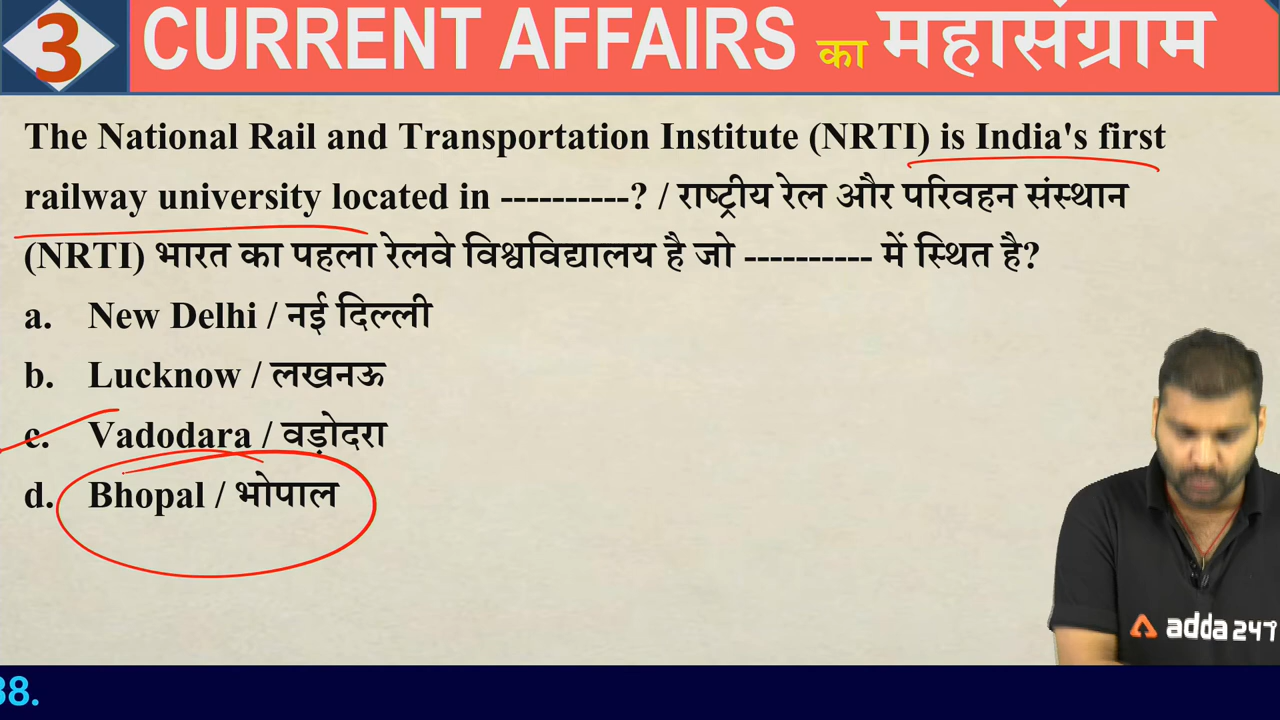 3 CURRENT AFFAIRS का महासंग्राम
The National Rail and Transportation Institute (NRTI) is India's first
railway university located in ----------? / राष्ट्रीय रेल और परिवहन संस्थान
(NRTI) भारत का पहला रेलवे विश्वविद्यालय है जो ---------- में स्थित है?
a. New Delhi / नई दिल्ली
b. Lucknow / लखनऊ
c. Vadodara / वड़ोदरा
d. Bhopal / भोपाल
adda 247
38.